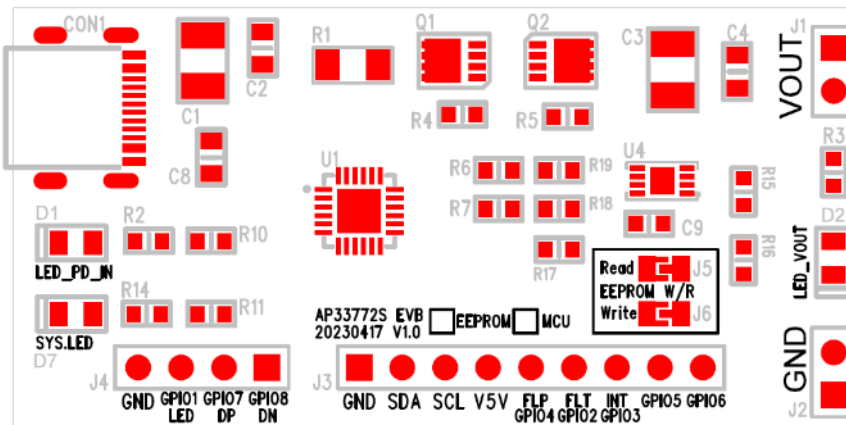 CON1
R1
Q1
Q2
C3
C4
J1
VOUT
C2
C1
R4
R5
R3
C8
U1
R6
R19
U4
R15
R7
R18
C9
D1
R2
R10
R16
D2
LED_PD_IN
R17
Read
J5
LED_VOUT
EEPROM W/R
R14
R11
AP33772S EVB
Write
J6
SYS.LED
20230417 V1.0
EEPROM
MCU
D7
J4
J3
GND
J2
GND GPIO1 GPIO7 GPIO8
LED DP DN
GND SDA SCL V5V FLP FLT INT GPIO5 GPIO6
GPIO4 GPIO2 GPIO3